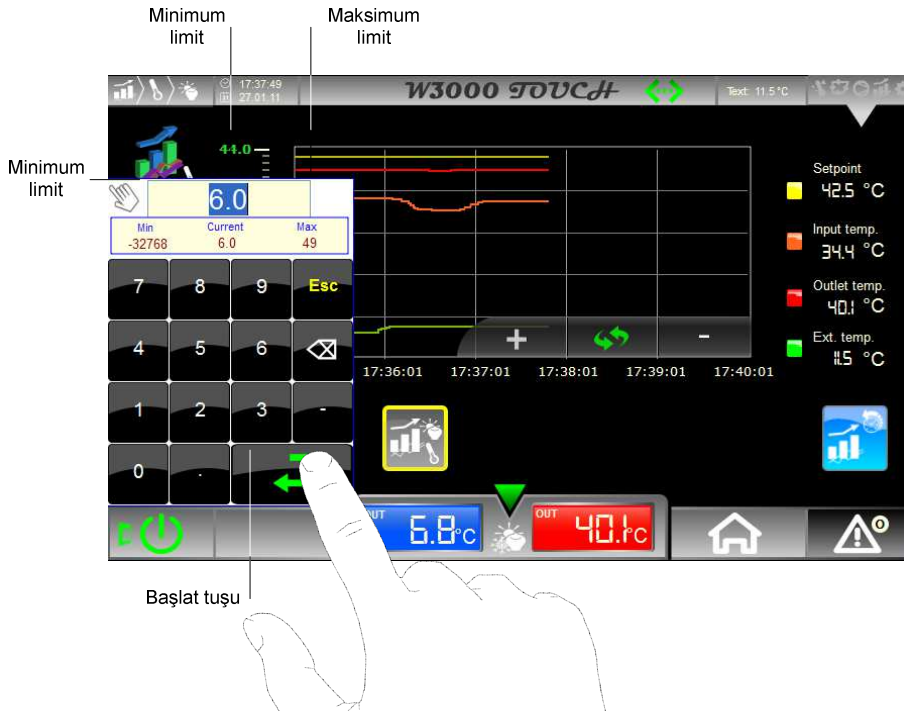 Minimum
limit
Maksimum
limit
17:37:49
27.01.11
W3000 TOUCH
Text: 11.5°C
44.0
Minimum
limit
6.0
Min Current Max
-32768 6.0 49
7 8 9 Esc
4 5 6
1 2 3 -
0 .
Setpoint
42.5 °C
Input temp.
34.4 °C
Outlet temp.
40.1 °C
Ext. temp.
11.5 °C
+ -
17:36:01 17:37:01 17:38:01 17:39:01 17:40:01
OUT
6.8°C
OUT
40.1°C
0
Başlat tuşu